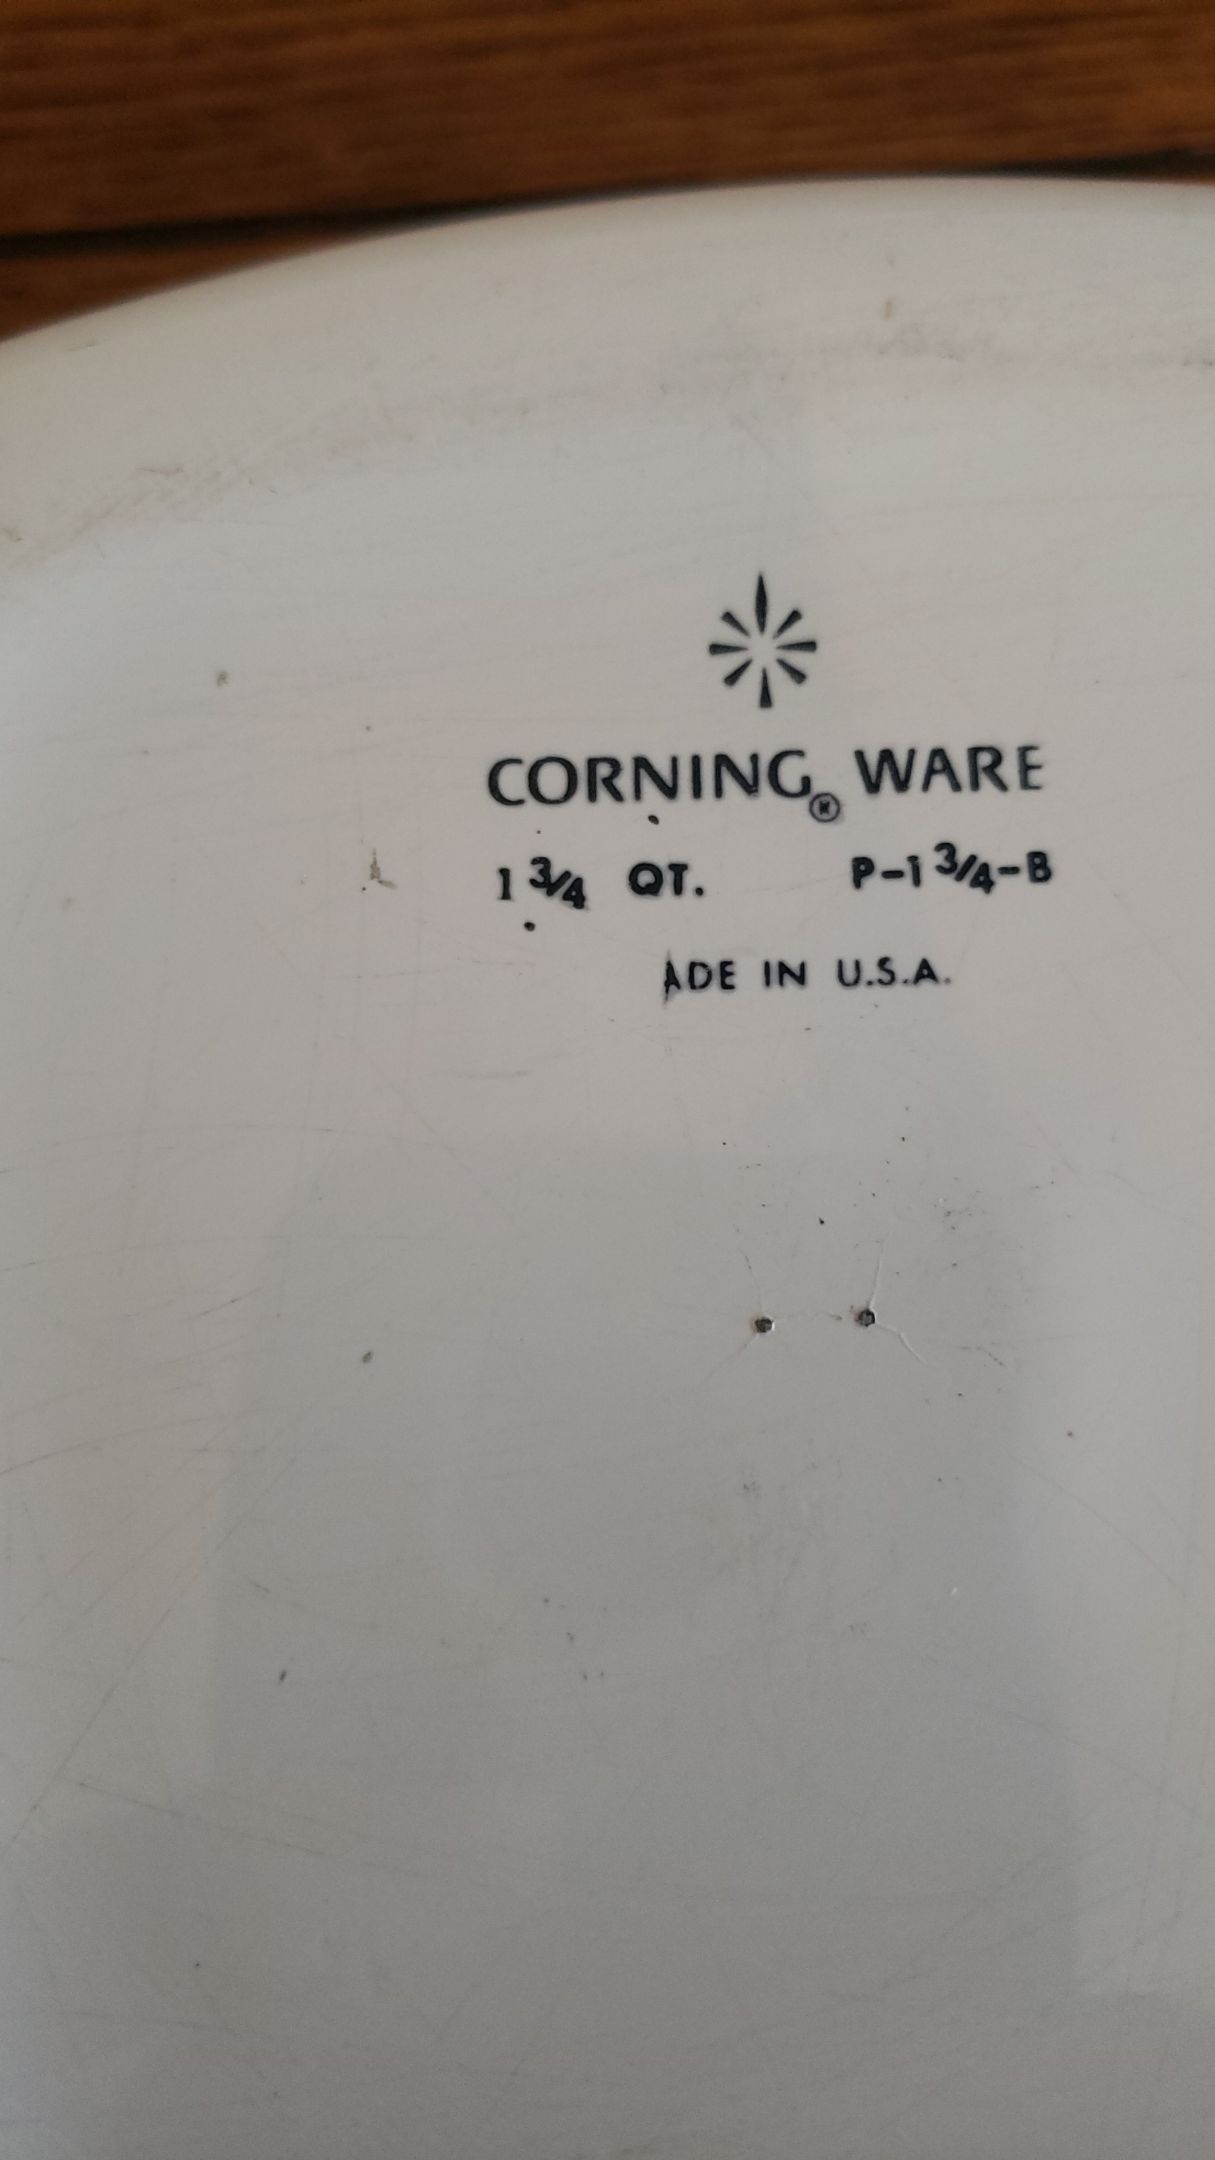 CORNING® WARE
1 3/4 QT. P-1 3/4-B
ADE IN U.S.A.